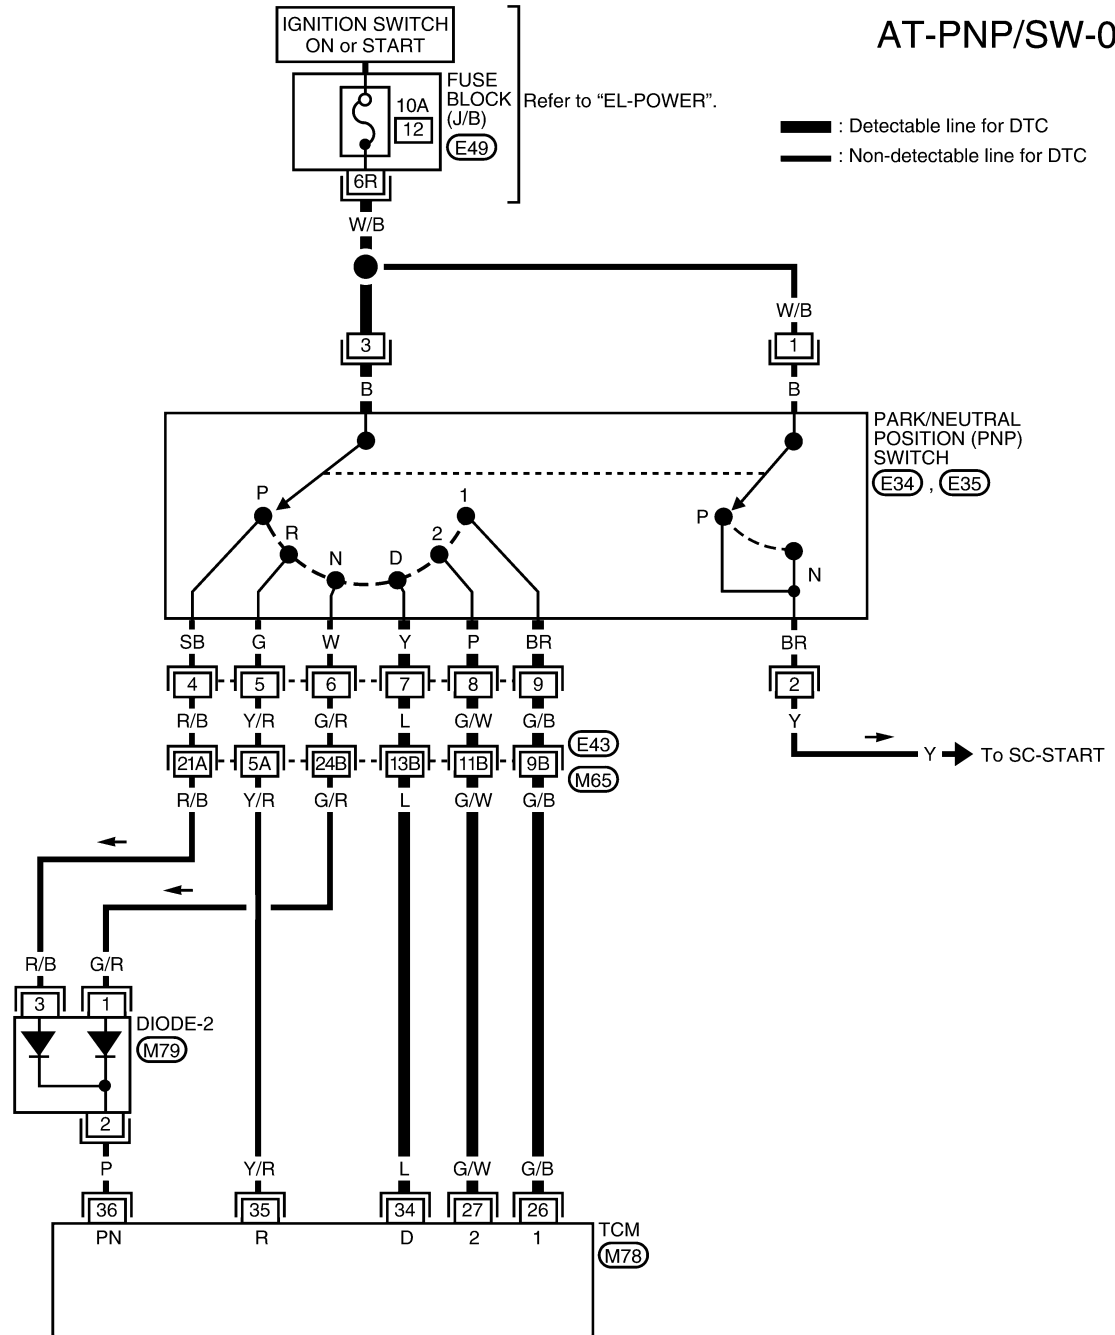 IGNITION SWITCH
ON or START
AT-PNP/SW-0
FUSE
BLOCK
(J/B)
E49
10A
12
Refer to “EL-POWER”.
: Detectable line for DTC
: Non-detectable line for DTC
6R
W/B
W/B
3
1
B
B
PARK/NEUTRAL
POSITION (PNP)
SWITCH
E34 , E35
P
R
N
D
2
1
P
N
SB G W Y P BR BR
4 5 6 7 8 9 2
R/B Y/R G/R L G/W G/B Y
E43
M65
21A 5A 24B 13B 11B 9B
Y To SC-START
R/B Y/R G/R L G/W G/B
R/B G/R
3 1
DIODE-2
M79
2
P Y/R L G/W G/B
36 35 34 27 26
PN R D 2 1
TCM
M78